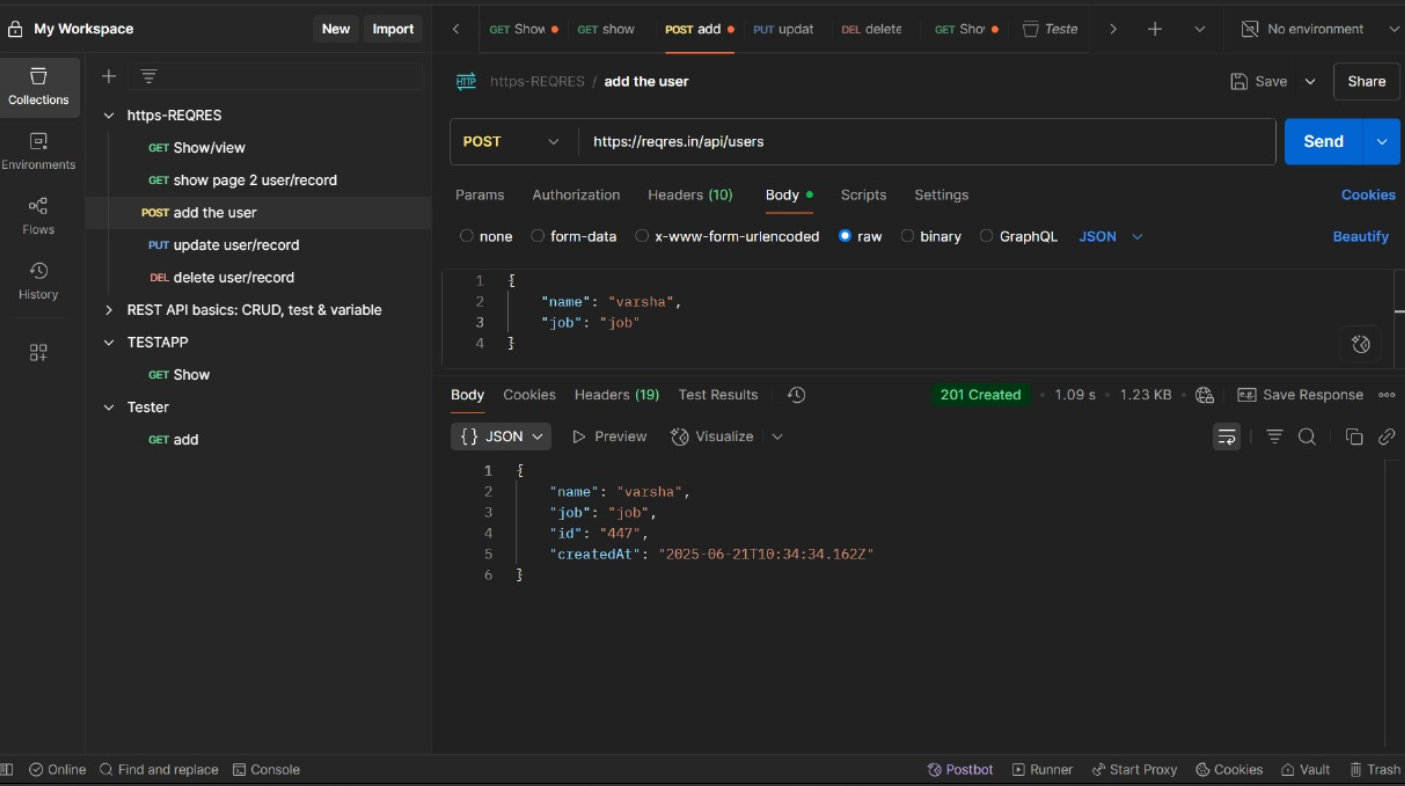 My Workspace New Import GET Show GET show POST add PUT updat DEL delete GET Sho Teste No environment
Collections
Environments
Flows
History
https-REQRES
GET Show/view
GET show page 2 user/record
POST add the user
PUT update user/record
DEL delete user/record
REST API basics: CRUD, test & variable
TESTAPP
GET Show
Tester
GET add
HTTP https-REQRES / add the user Save Share
POST https://reqres.in/api/users Send
Params Authorization Headers (10) Body Scripts Settings Cookies
none form-data x-www-form-urlencoded raw binary GraphQL JSON Beautify
1 {
2 "name": "varsha",
3 "job": "job"
4 }
Body Cookies Headers (19) Test Results 201 Created 1.09 s 1.23 KB e.g. Save Response
{} JSON Preview Visualize
1 {
2 "name": "varsha",
3 "job": "job",
4 "id": "447",
5 "createdAt": "2025-06-21T10:34:34.162Z"
6 }
Online Find and replace Console Postbot Runner Start Proxy Cookies Vault Trash